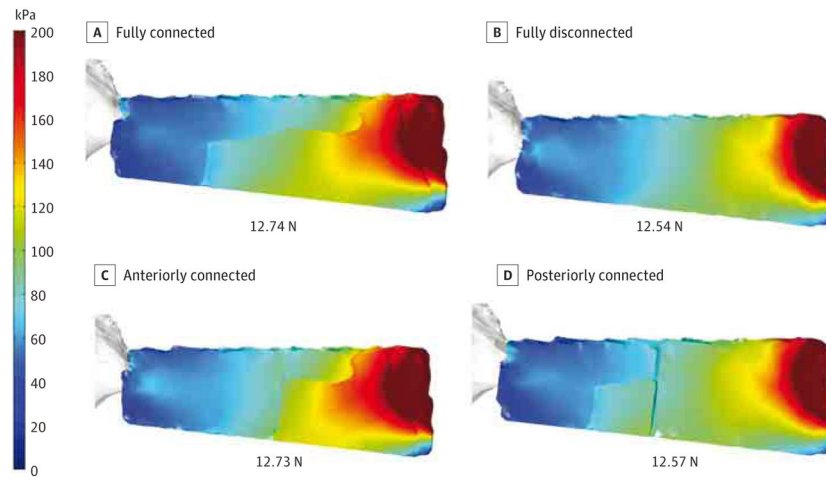 kPa
200
180
160
140
120
100
80
60
40
20
0
A Fully connected
12.74 N
B Fully disconnected
12.54 N
C Anteriorly connected
12.73 N
D Posteriorly connected
12.57 N